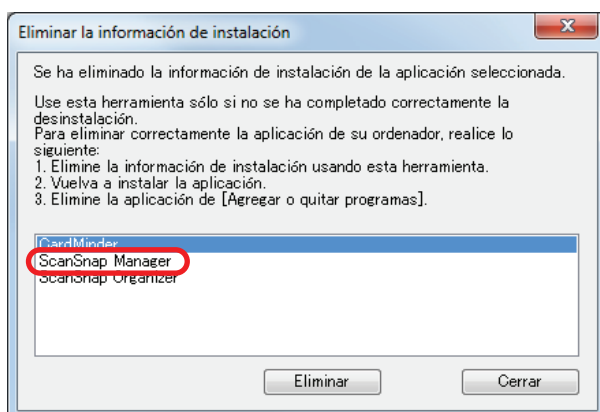 Eliminar la información de instalación
Se ha eliminado la información de instalación de la aplicación seleccionada.
Use esta herramienta sólo si no se ha completado correctamente la
desinstalación.
Para eliminar correctamente la aplicación de su ordenador, realice lo
siguiente:
1. Elimine la información de instalación usando esta herramienta.
2. Vuelva a instalar la aplicación.
3. Elimine la aplicación de [Agregar o quitar programas].
CardMinder
ScanSnap Manager
ScanSnap Organizer
Eliminar Cerrar